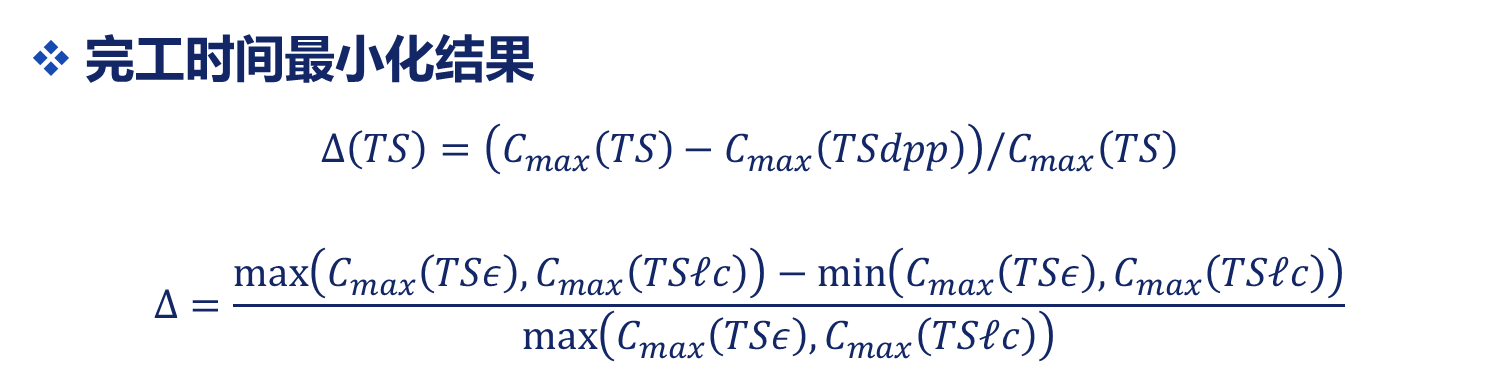 ❖ 完工时间最小化结果
Δ(TS) = (C_max(TS) − C_max(TSdpp))/C_max(TS)
Δ = \frac{max(C_max(TSϵ), C_max(TSℓc)) − min(C_max(TSϵ), C_max(TSℓc))}{max(C_max(TSϵ), C_max(TSℓc))}